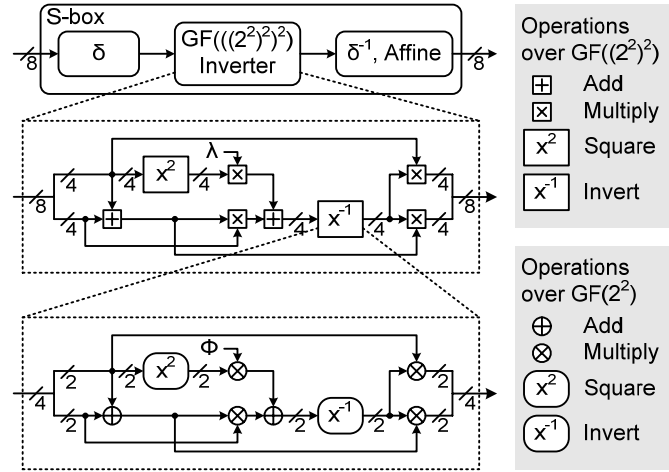 S-box
8
δ
GF(((2²)²)²)
Inverter
δ⁻¹, Affine
8
λ
4
4
x²
4
4
8
4
4
x⁻¹
4
4
8
Φ
2
2
x²
2
2
4
2
2
x⁻¹
2
2
4
Operations
over GF((2²)²)
Add
Multiply
x²
Square
x⁻¹
Invert
Operations
over GF(2²)
Add
Multiply
x²
Square
x⁻¹
Invert